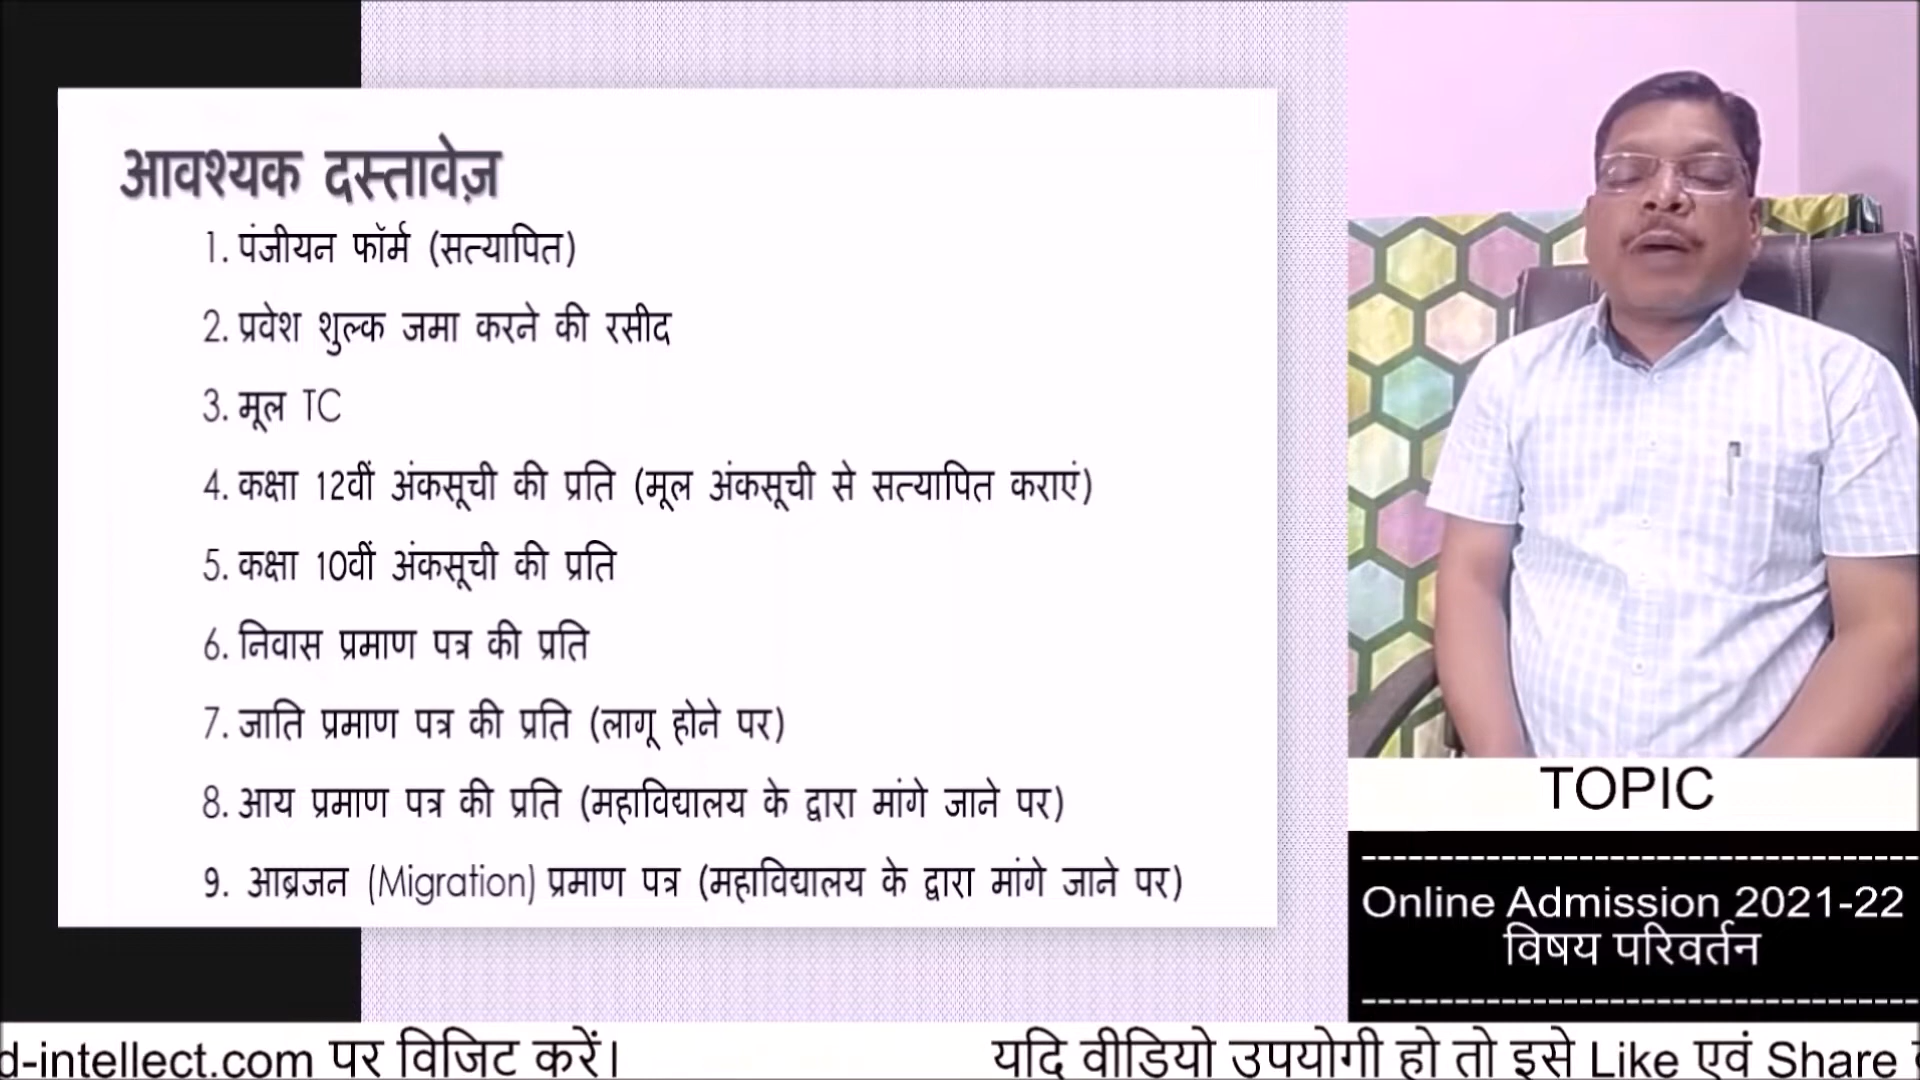 आवश्यक दस्तावेज़
1. पंजीयन फॉर्म (सत्यापित)
2. प्रवेश शुल्क जमा करने की रसीद
3. मूल TC
4. कक्षा 12वीं अंकसूची की प्रति (मूल अंकसूची से सत्यापित कराएं)
5. कक्षा 10वीं अंकसूची की प्रति
6. निवास प्रमाण पत्र की प्रति
7. जाति प्रमाण पत्र की प्रति (लागू होने पर)
8. आय प्रमाण पत्र की प्रति (महाविद्यालय के द्वारा मांगे जाने पर)
9. आब्रजन (Migration) प्रमाण पत्र (महाविद्यालय के द्वारा मांगे जाने पर)
TOPIC
Online Admission 2021-22
विषय परिवर्तन
d-intellect.com पर विजिट करें। यदि वीडियो उपयोगी हो तो इसे Like एवं Share